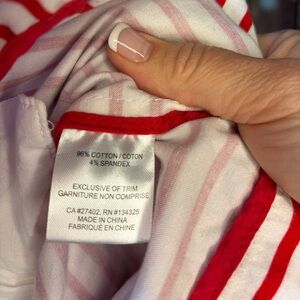 96% COTTON / COTON
4% SPANDEX
EXCLUSIVE OF TRIM
GARNITURE NON COMPRISE
CA #27402, RN #134325
MADE IN CHINA
FABRIQUÉ EN CHINE